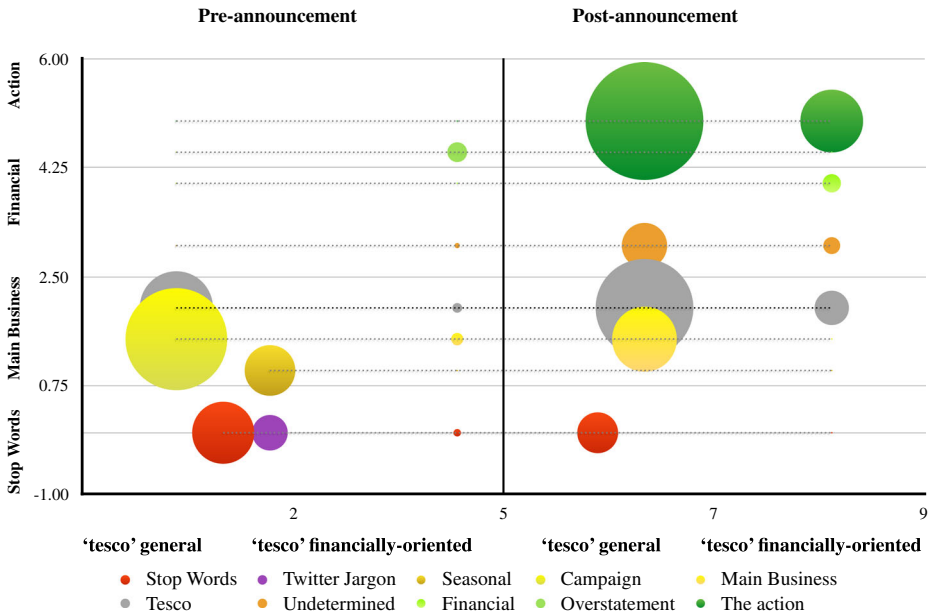 Pre-announcement Post-announcement
6.00
Action
4.25
Financial
2.50
Main Business
0.75
Stop Words
-1.00
2 5 7 9
‘tesco’ general ‘tesco’ financially-oriented ‘tesco’ general ‘tesco’ financially-oriented
Stop Words Twitter Jargon Seasonal Campaign Main Business
Tesco Undetermined Financial Overstatement The action